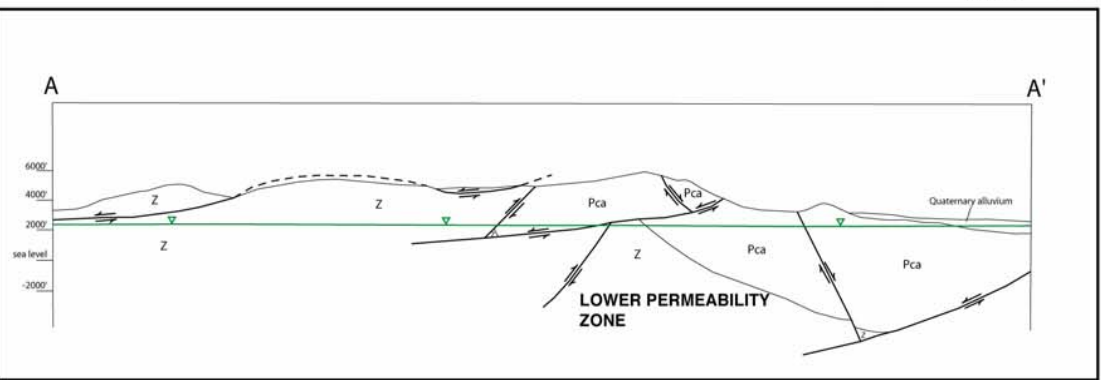 A
A'
6000'
4000'
2000'
sea level
-2000'
Z
Z
Pca
Pca
Quaternary alluvium
Z
Z
Pca
Pca
LOWER PERMEABILITY
ZONE
Z